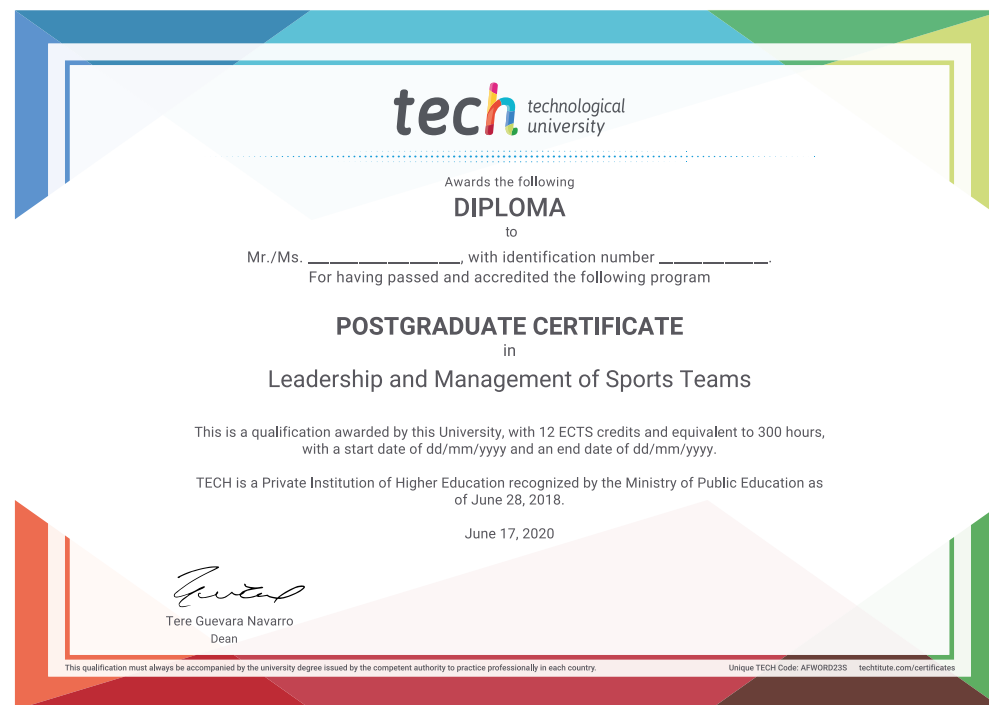 tech technological
university
Awards the following
DIPLOMA
to
Mr./Ms. ____________________, with identification number ______________.
For having passed and accredited the following program
POSTGRADUATE CERTIFICATE
in
Leadership and Management of Sports Teams
This is a qualification awarded by this University, with 12 ECTS credits and equivalent to 300 hours,
with a start date of dd/mm/yyyy and an end date of dd/mm/yyyy.
TECH is a Private Institution of Higher Education recognized by the Ministry of Public Education as
of June 28, 2018.
June 17, 2020
Tere Guevara Navarro
Dean
This qualification must always be accompanied by the university degree issued by the competent authority to practice professionally in each country.
Unique TECH Code: AFWORD23S techtitute.com/certificates